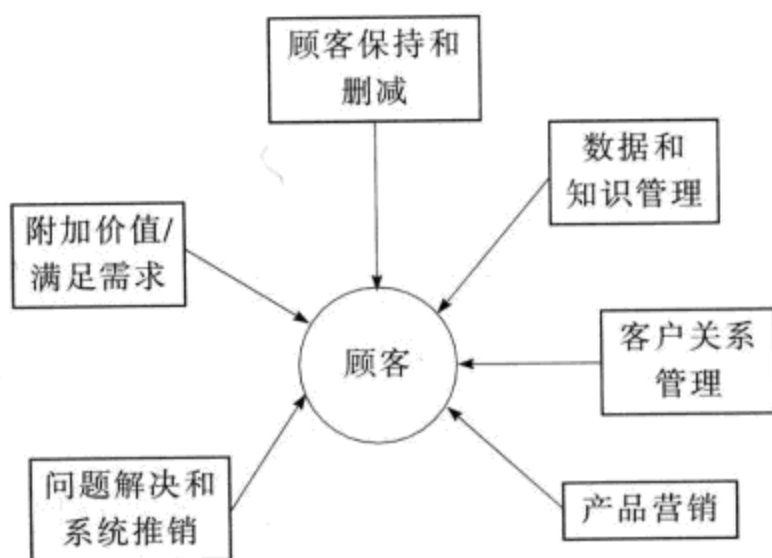 顾客保持和
删减
数据和
知识管理
附加价值/
满足需求
客户关系
管理
顾客
问题解决和
系统推销
产品营销